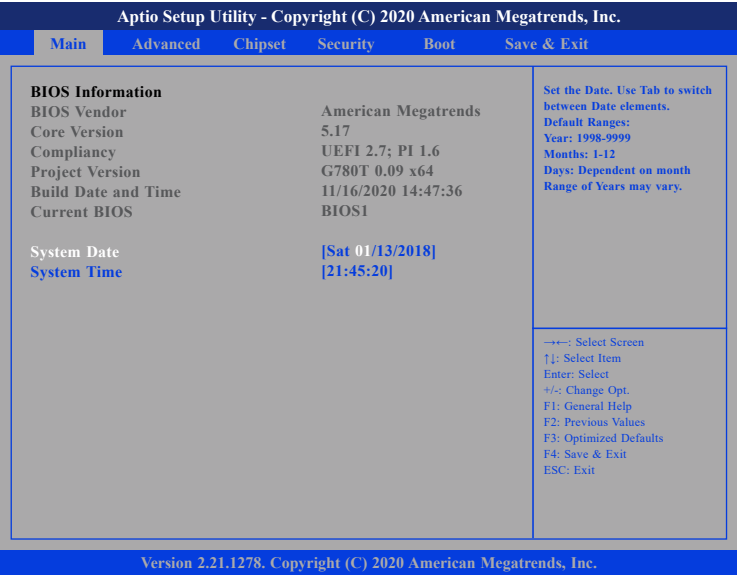 Aptio Setup Utility - Copyright (C) 2020 American Megatrends, Inc.
Main Advanced Chipset Security Boot Save & Exit
BIOS Information
BIOS Vendor American Megatrends
Core Version 5.17
Compliancy UEFI 2.7; PI 1.6
Project Version G780T 0.09 x64
Build Date and Time 11/16/2020 14:47:36
Current BIOS BIOS1
System Date [Sat 01/13/2018]
System Time [21:45:20]
Set the Date. Use Tab to switch
between Date elements.
Default Ranges:
Year: 1998-9999
Months: 1-12
Days: Dependent on month
Range of Years may vary.
→←: Select Screen
↑↓: Select Item
Enter: Select
+/-: Change Opt.
F1: General Help
F2: Previous Values
F3: Optimized Defaults
F4: Save & Exit
ESC: Exit
Version 2.21.1278. Copyright (C) 2020 American Megatrends, Inc.